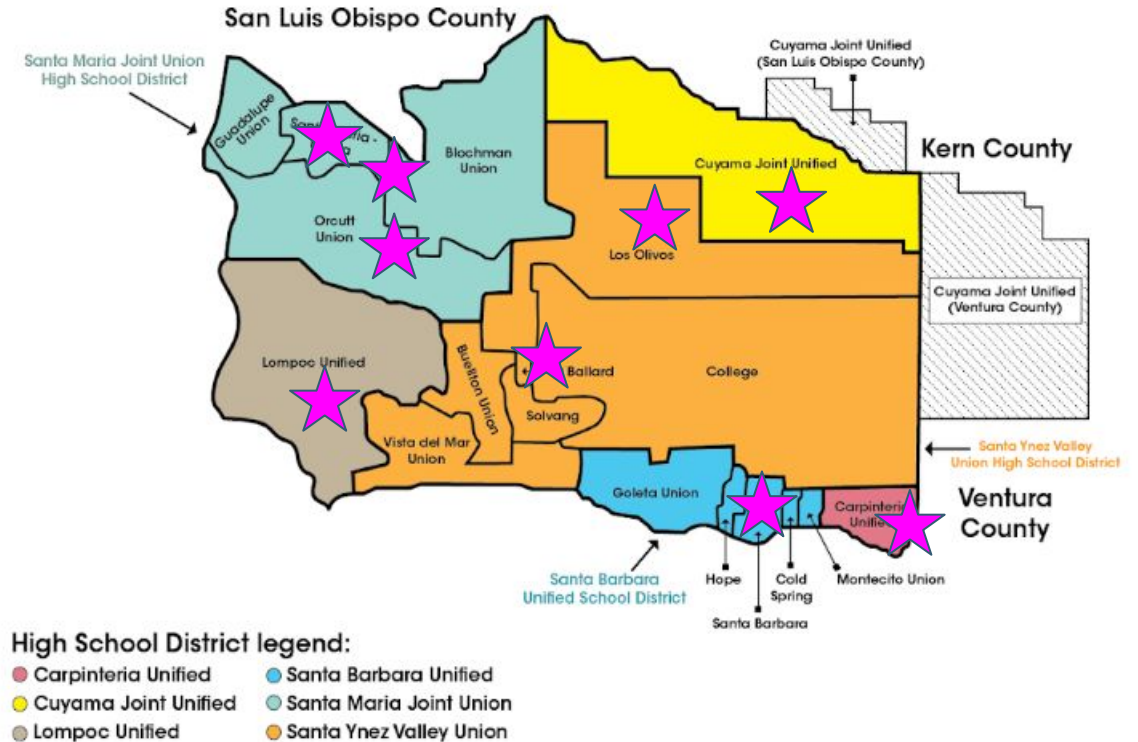 San Luis Obispo County
Santa Maria Joint Union
High School District
Cuyama Joint Unified
(San Luis Obispo County)
Guadalupe
Union
Blochman
Union
Cuyama Joint Unified
Kern County
Orcutt
Union
Los Olivos
Cuyama Joint Unified
(Ventura County)
Lompoc Unified
Buellton Union
Ballard
College
Solvang
Vista del Mar
Union
Santa Ynez Valley
Union High School District
Goleta Union
Carpinteria
Ventura
County
Santa Barbara
Unified School District
Hope
Cold
Spring
Montecito Union
Santa Barbara
High School District legend:
Carpinteria Unified
Santa Barbara Unified
Cuyama Joint Unified
Santa Maria Joint Union
Lompoc Unified
Santa Ynez Valley Union